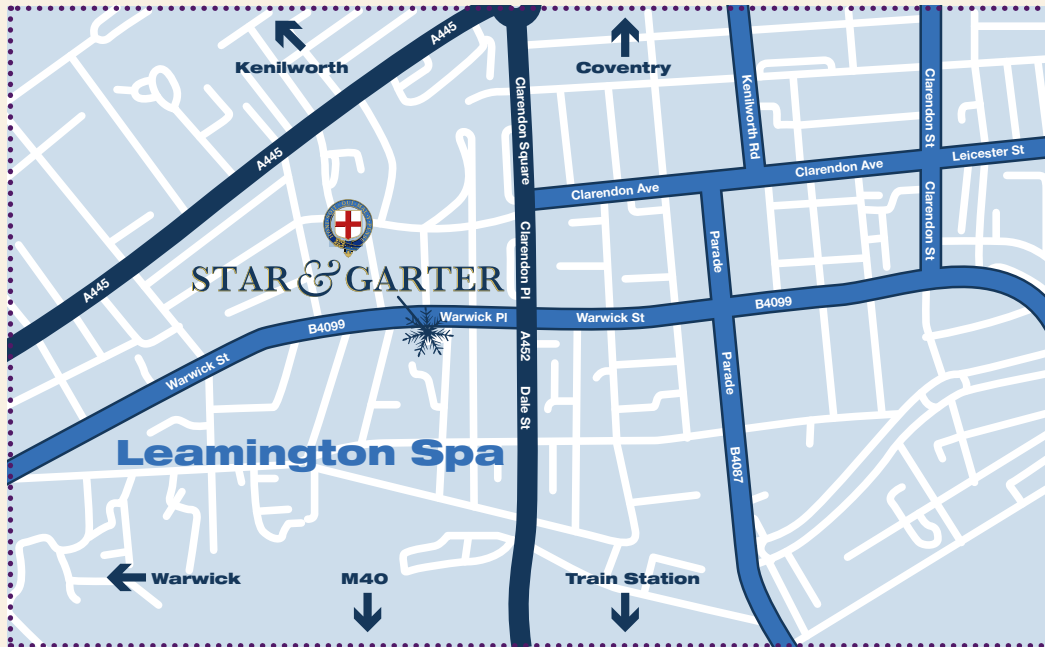 A445
Kenilworth
Coventry
Clarendon Square
Kenilworth Rd
Clarendon St
A445
Clarendon Ave
Clarendon Ave
Leicester St
Clarendon St
STAR & GARTER
Clarendon Pl
Parade
A445
B4099
Warwick Pl
Warwick St
B4099
Warwick St
A452
Parade
Dale St
Leamington Spa
B4087
Warwick
M40
Train Station